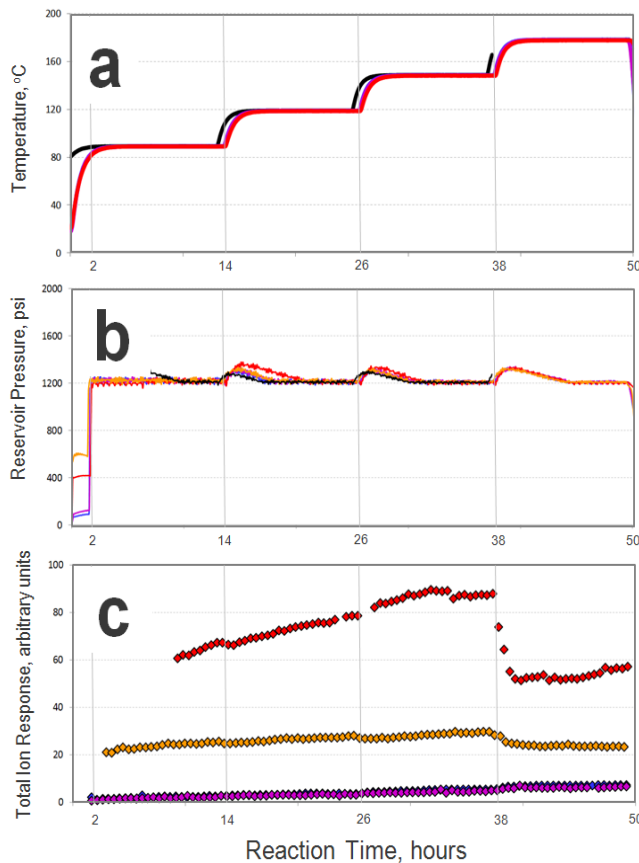 a
Temperature, °C
200
160
120
80
40
0
2 14 26 38 50
b
Reservoir Pressure, psi
2000
1600
1200
800
400
0
2 14 26 38 50
c
Total Ion Response, arbitrary units
100
80
60
40
20
0
2 14 26 38 50
Reaction Time, hours